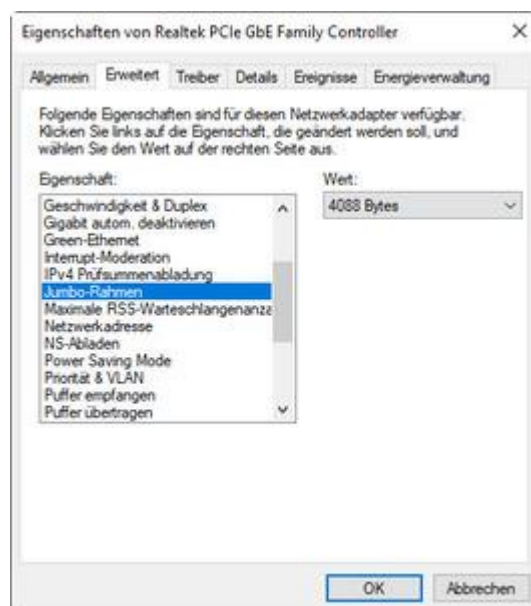 Eigenschaften von Realtek PCIe GbE Family Controller
Allgemein Erweitert Treiber Details Ereignisse Energieverwaltung
Folgende Eigenschaften sind für diesen Netzwerkadapter verfügbar.
Klicken Sie links auf die Eigenschaft, die geändert werden soll, und
wählen Sie den Wert auf der rechten Seite aus.
Eigenschaft:
Wert:
4088 Bytes
Geschwindigkeit & Duplex
Gigabit autom. deaktivieren
Green-Ethernet
Interrupt-Moderation
IPv4 Prüfsummenabladung
Jumbo-Rahmen
Maximale RSS-Warteschlangenanza
Netzwerkadresse
NS-Abladen
Power Saving Mode
Priorität & VLAN
Puffer empfangen
Puffer übertragen
OK
Abbrechen